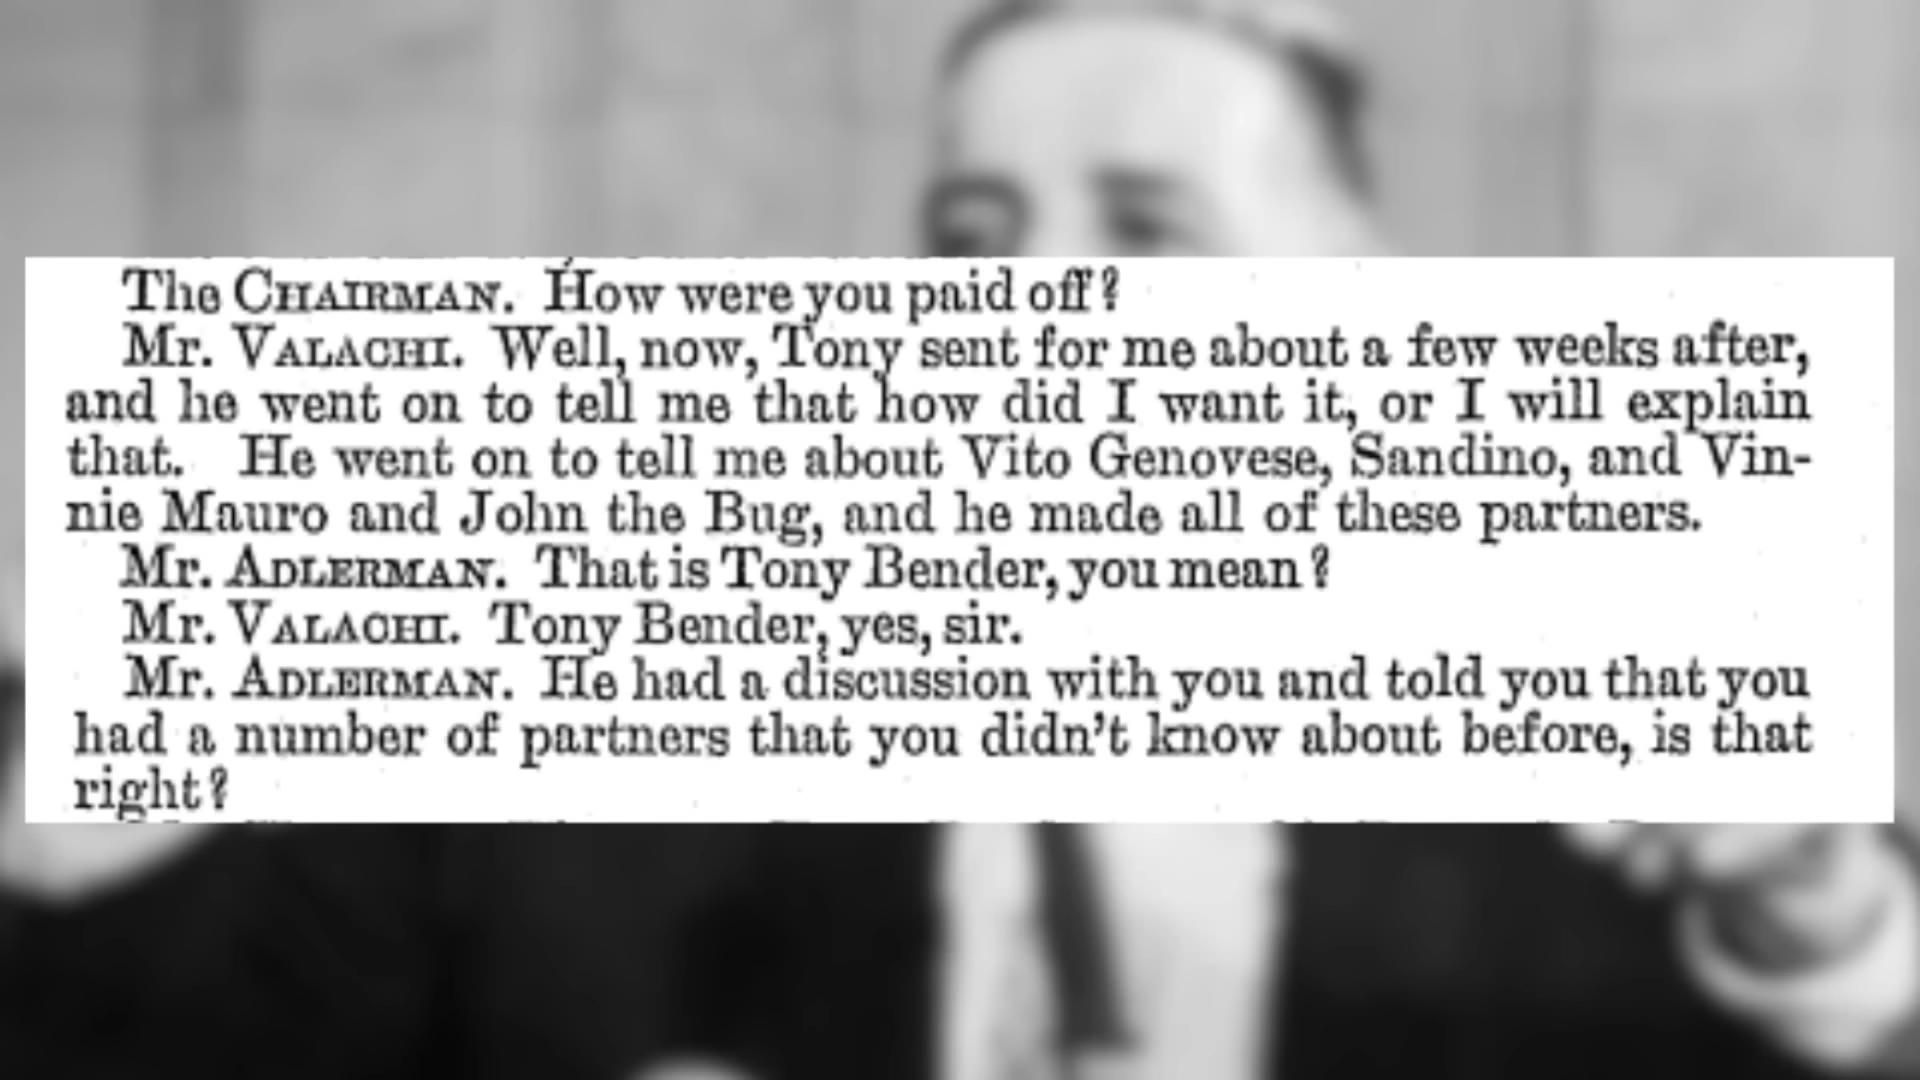 The CHAIRMAN. How were you paid off?
Mr. VALACHI. Well, now, Tony sent for me about a few weeks after,
and he went on to tell me that how did I want it, or I will explain
that. He went on to tell me about Vito Genovese, Sandino, and Vin-
nie Mauro and John the Bug, and he made all of these partners.
Mr. ADLERMAN. That is Tony Bender, you mean?
Mr. VALACHI. Tony Bender, yes, sir.
Mr. ADLERMAN. He had a discussion with you and told you that you
had a number of partners that you didn't know about before, is that
right?